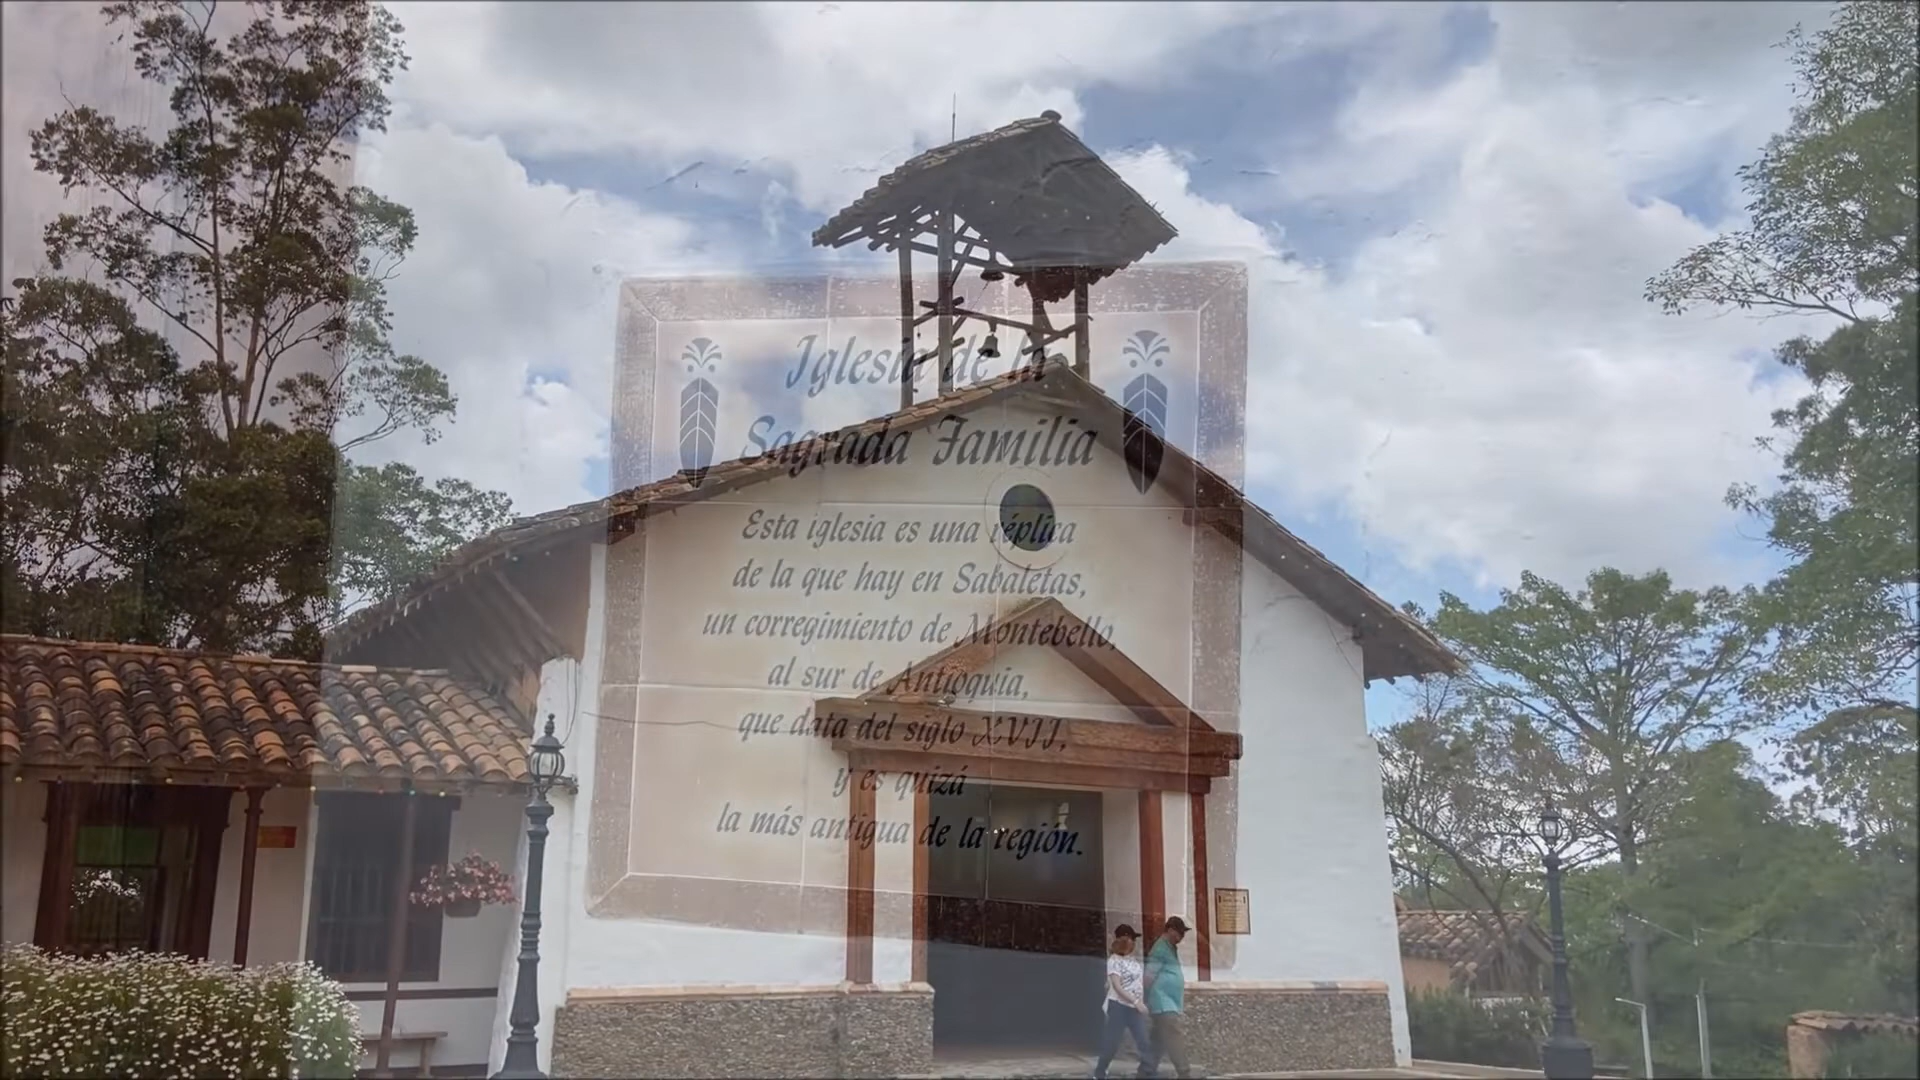 Iglesia de la
Sagrada Familia
Esta iglesia es una réplica
de la que hay en Sabaletas,
un corregimiento de Montebello,
al sur de Antioquia,
que data del siglo XVII,
y es quizá
la más antigua de la región.